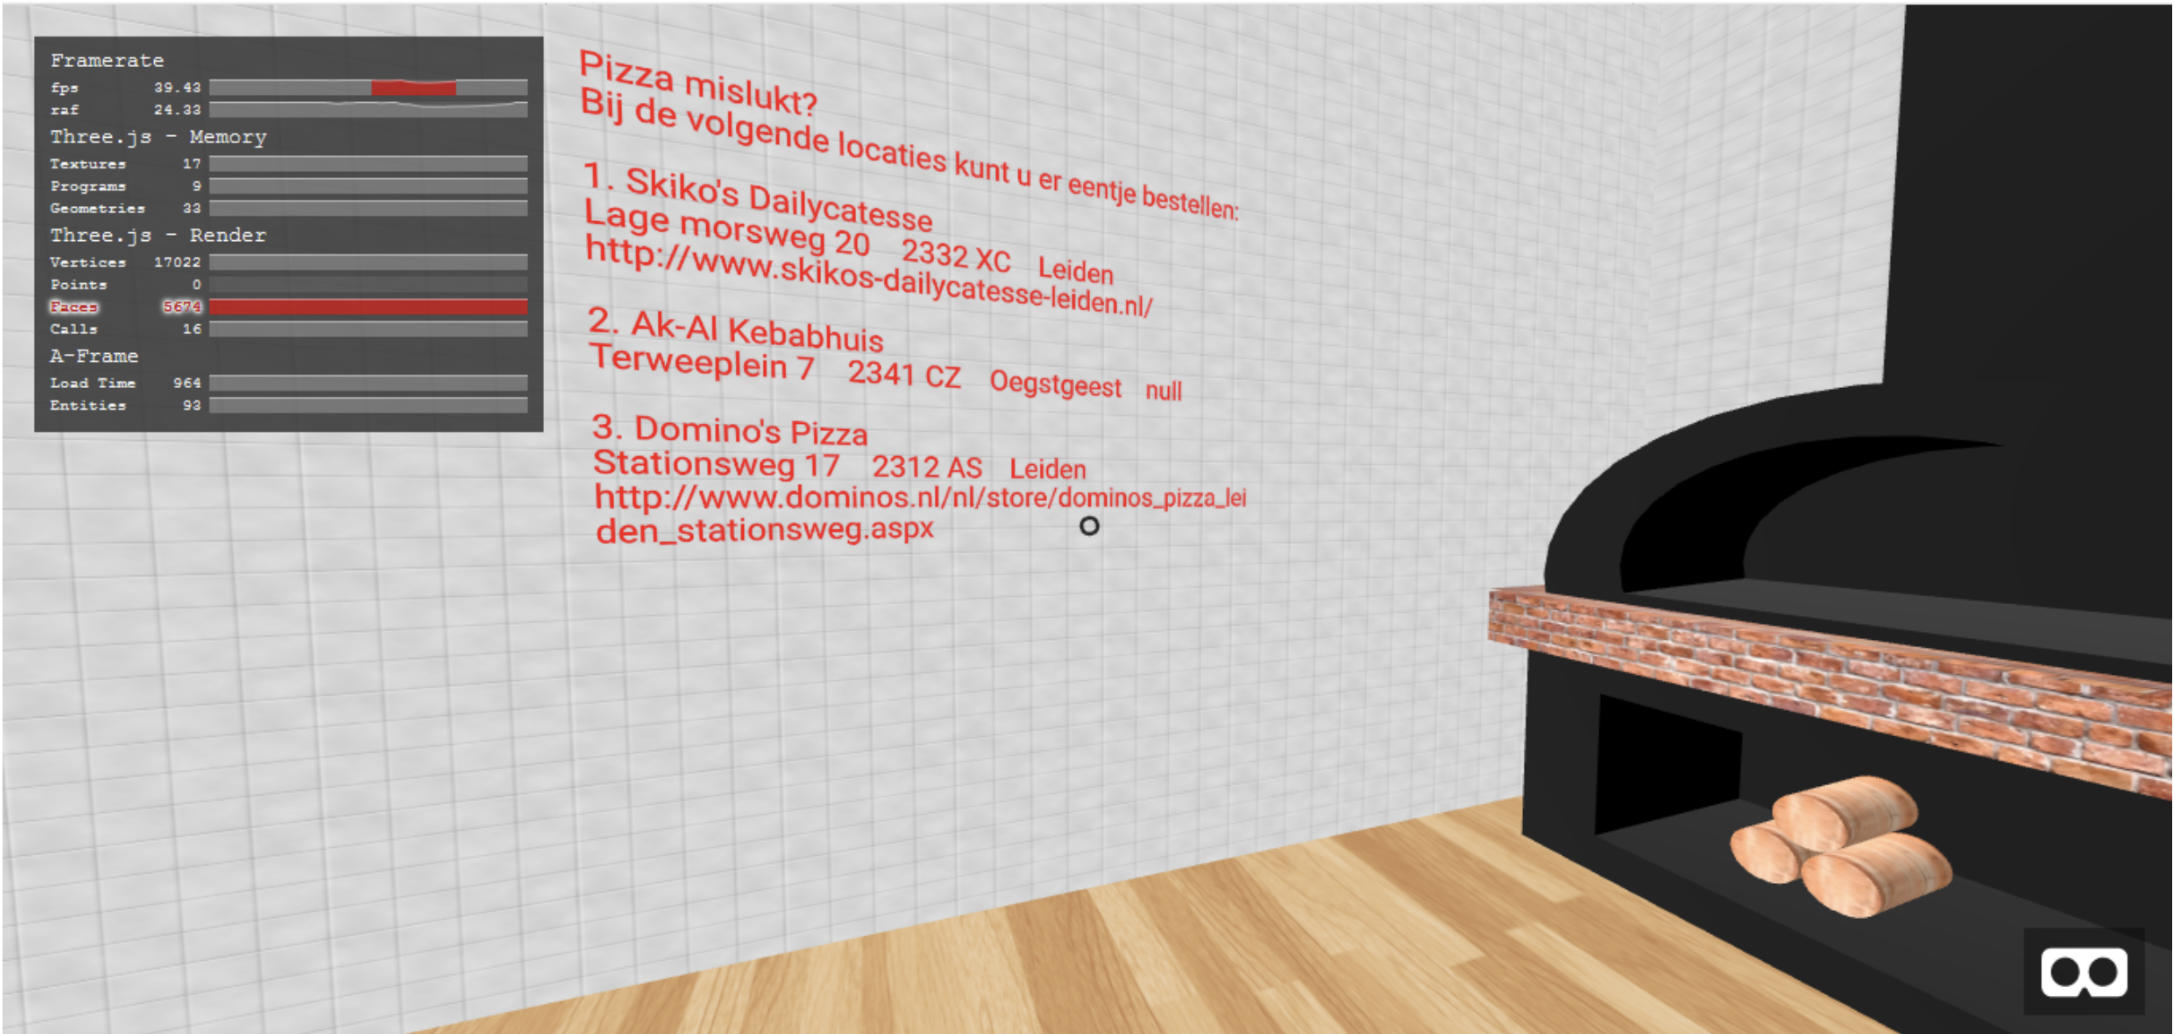 Framerate
fps 39.43
raf 24.33
Three.js - Memory
Textures 17
Programs 9
Geometries 33
Three.js - Render
Vertices 17022
Points 0
Faces 5674
Calls 16
A-Frame
Load Time 964
Entities 93
Pizza mislukt?
Bij de volgende locaties kunt u er eentje bestellen:
1. Skiko's Dailycatesse
Lage morsweg 20 2332 XC Leiden
http://www.skikos-dailycatesse-leiden.nl/
2. Ak-Al Kebabhuis
Terweeplein 7 2341 CZ Oegstgeest null
3. Domino's Pizza
Stationsweg 17 2312 AS Leiden
http://www.dominos.nl/nl/store/dominos_pizza_lei
den_stationsweg.aspx